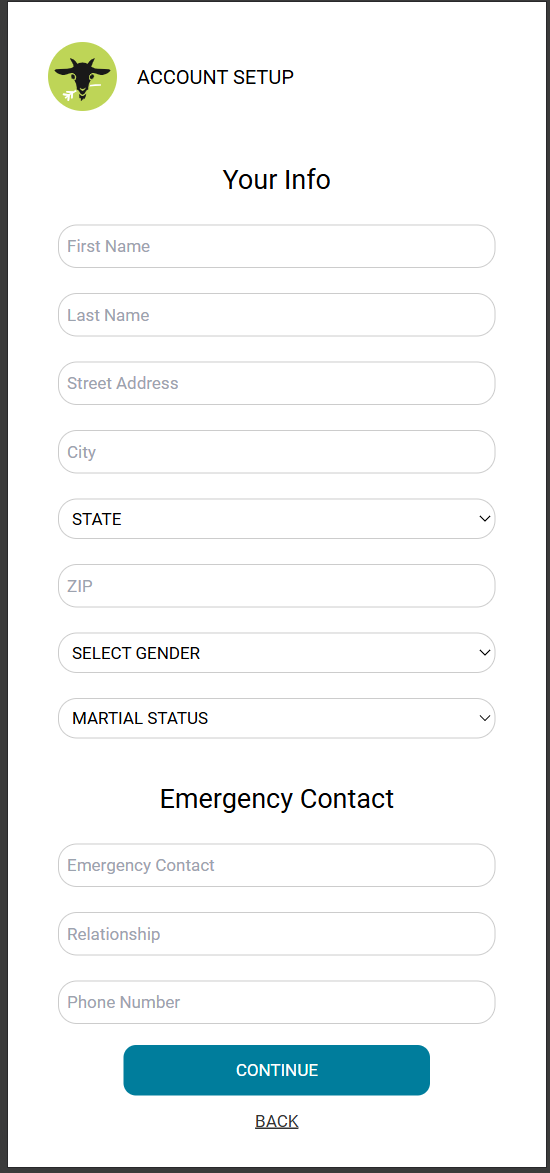 ACCOUNT SETUP
Your Info
First Name
Last Name
Street Address
City
STATE
ZIP
SELECT GENDER
MARTIAL STATUS
Emergency Contact
Emergency Contact
Relationship
Phone Number
CONTINUE
BACK